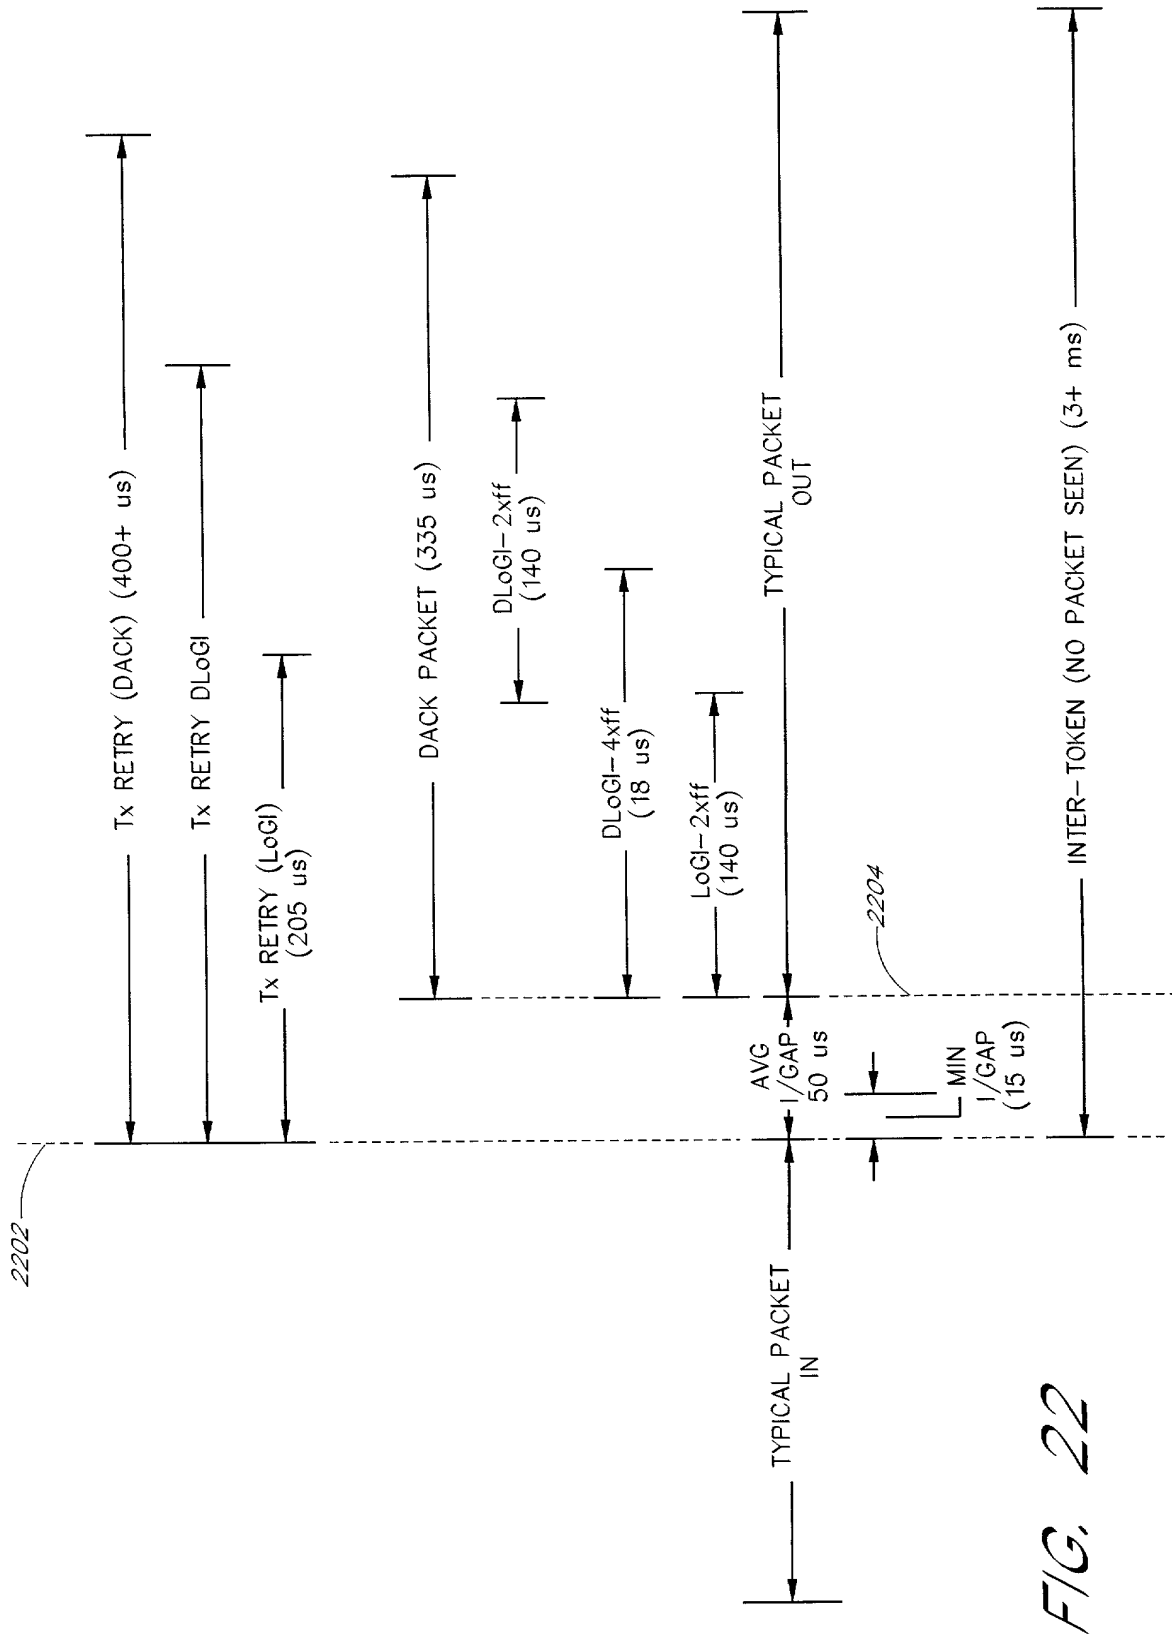 2202
Tx RETRY (DACK) (400+ us)
Tx RETRY DLoGI
Tx RETRY (LoGI)
(205 us)
DACK PACKET (335 us)
DLoGI-2xff
(140 us)
DLoGI-4xff
(18 us)
LoGI-2xff
(140 us)
TYPICAL PACKET
IN
AVG
I/GAP
50 us
TYPICAL PACKET
OUT
2204
MIN
I/GAP
(15 us)
INTER-TOKEN (NO PACKET SEEN) (3+ ms)
FIG. 22